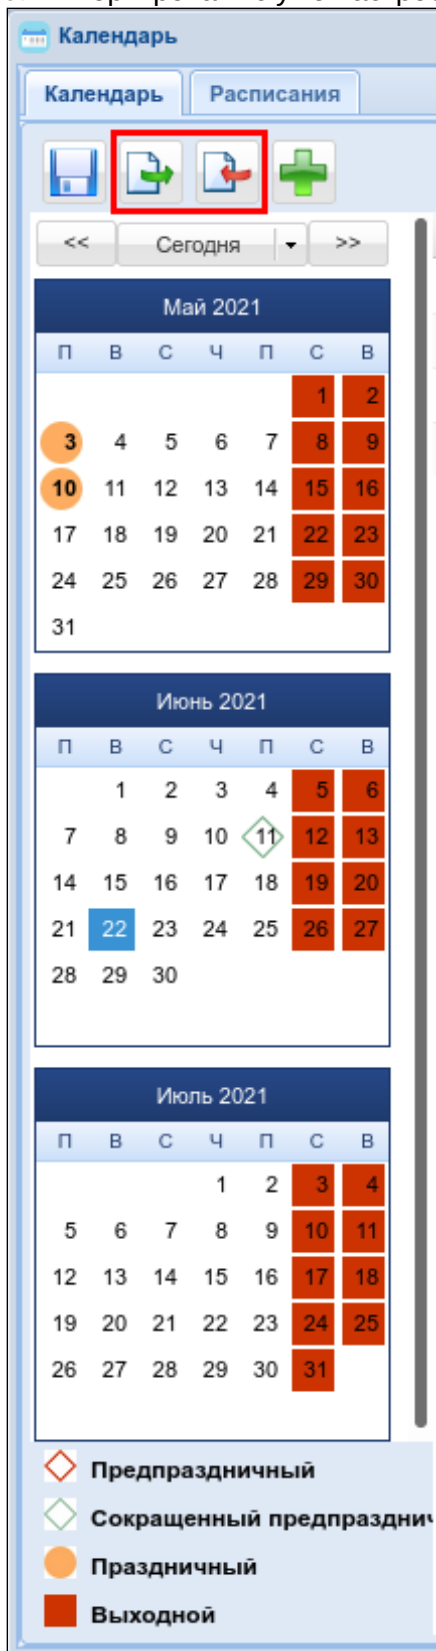 Календарь
Календарь Расписания
<< Сегодня >>
Май 2021
П В С Ч П С В
1 2
3 4 5 6 7 8 9
10 11 12 13 14 15 16
17 18 19 20 21 22 23
24 25 26 27 28 29 30
31
Июнь 2021
П В С Ч П С В
1 2 3 4 5 6
7 8 9 10 11 12 13
14 15 16 17 18 19 20
21 22 23 24 25 26 27
28 29 30
Июль 2021
П В С Ч П С В
1 2 3 4
5 6 7 8 9 10 11
12 13 14 15 16 17 18
19 20 21 22 23 24 25
26 27 28 29 30 31
Предпраздничный
Сокращенный предпразднич
Праздничный
Выходной